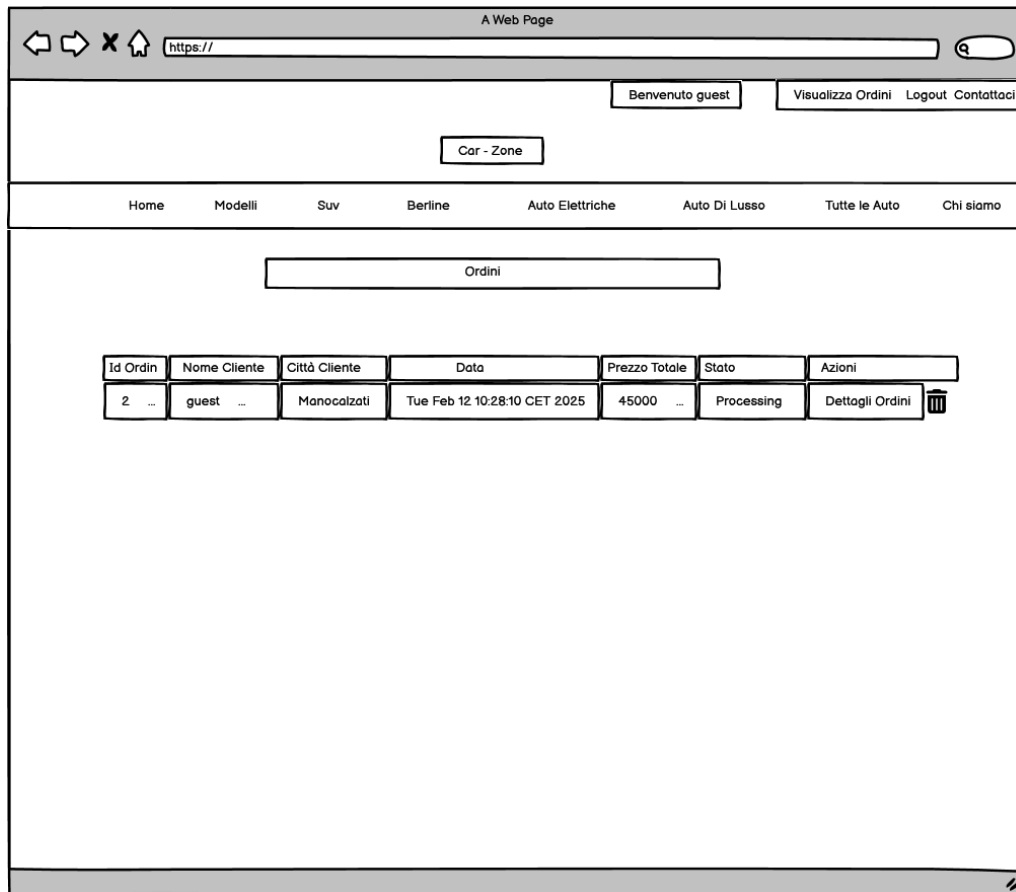 A Web Page
https://
Benvenuto guest
Visualizza Ordini Logout Contattaci
Car - Zone
Home Modelli Suv Berline Auto Elettriche Auto Di Lusso Tutte le Auto Chi siamo
Ordini
Id Ordin Nome Cliente Città Cliente Data Prezzo Totale Stato Azioni
2 ... guest ... Manocalzati Tue Feb 12 10:28:10 CET 2025 45000 ... Processing Dettagli Ordini